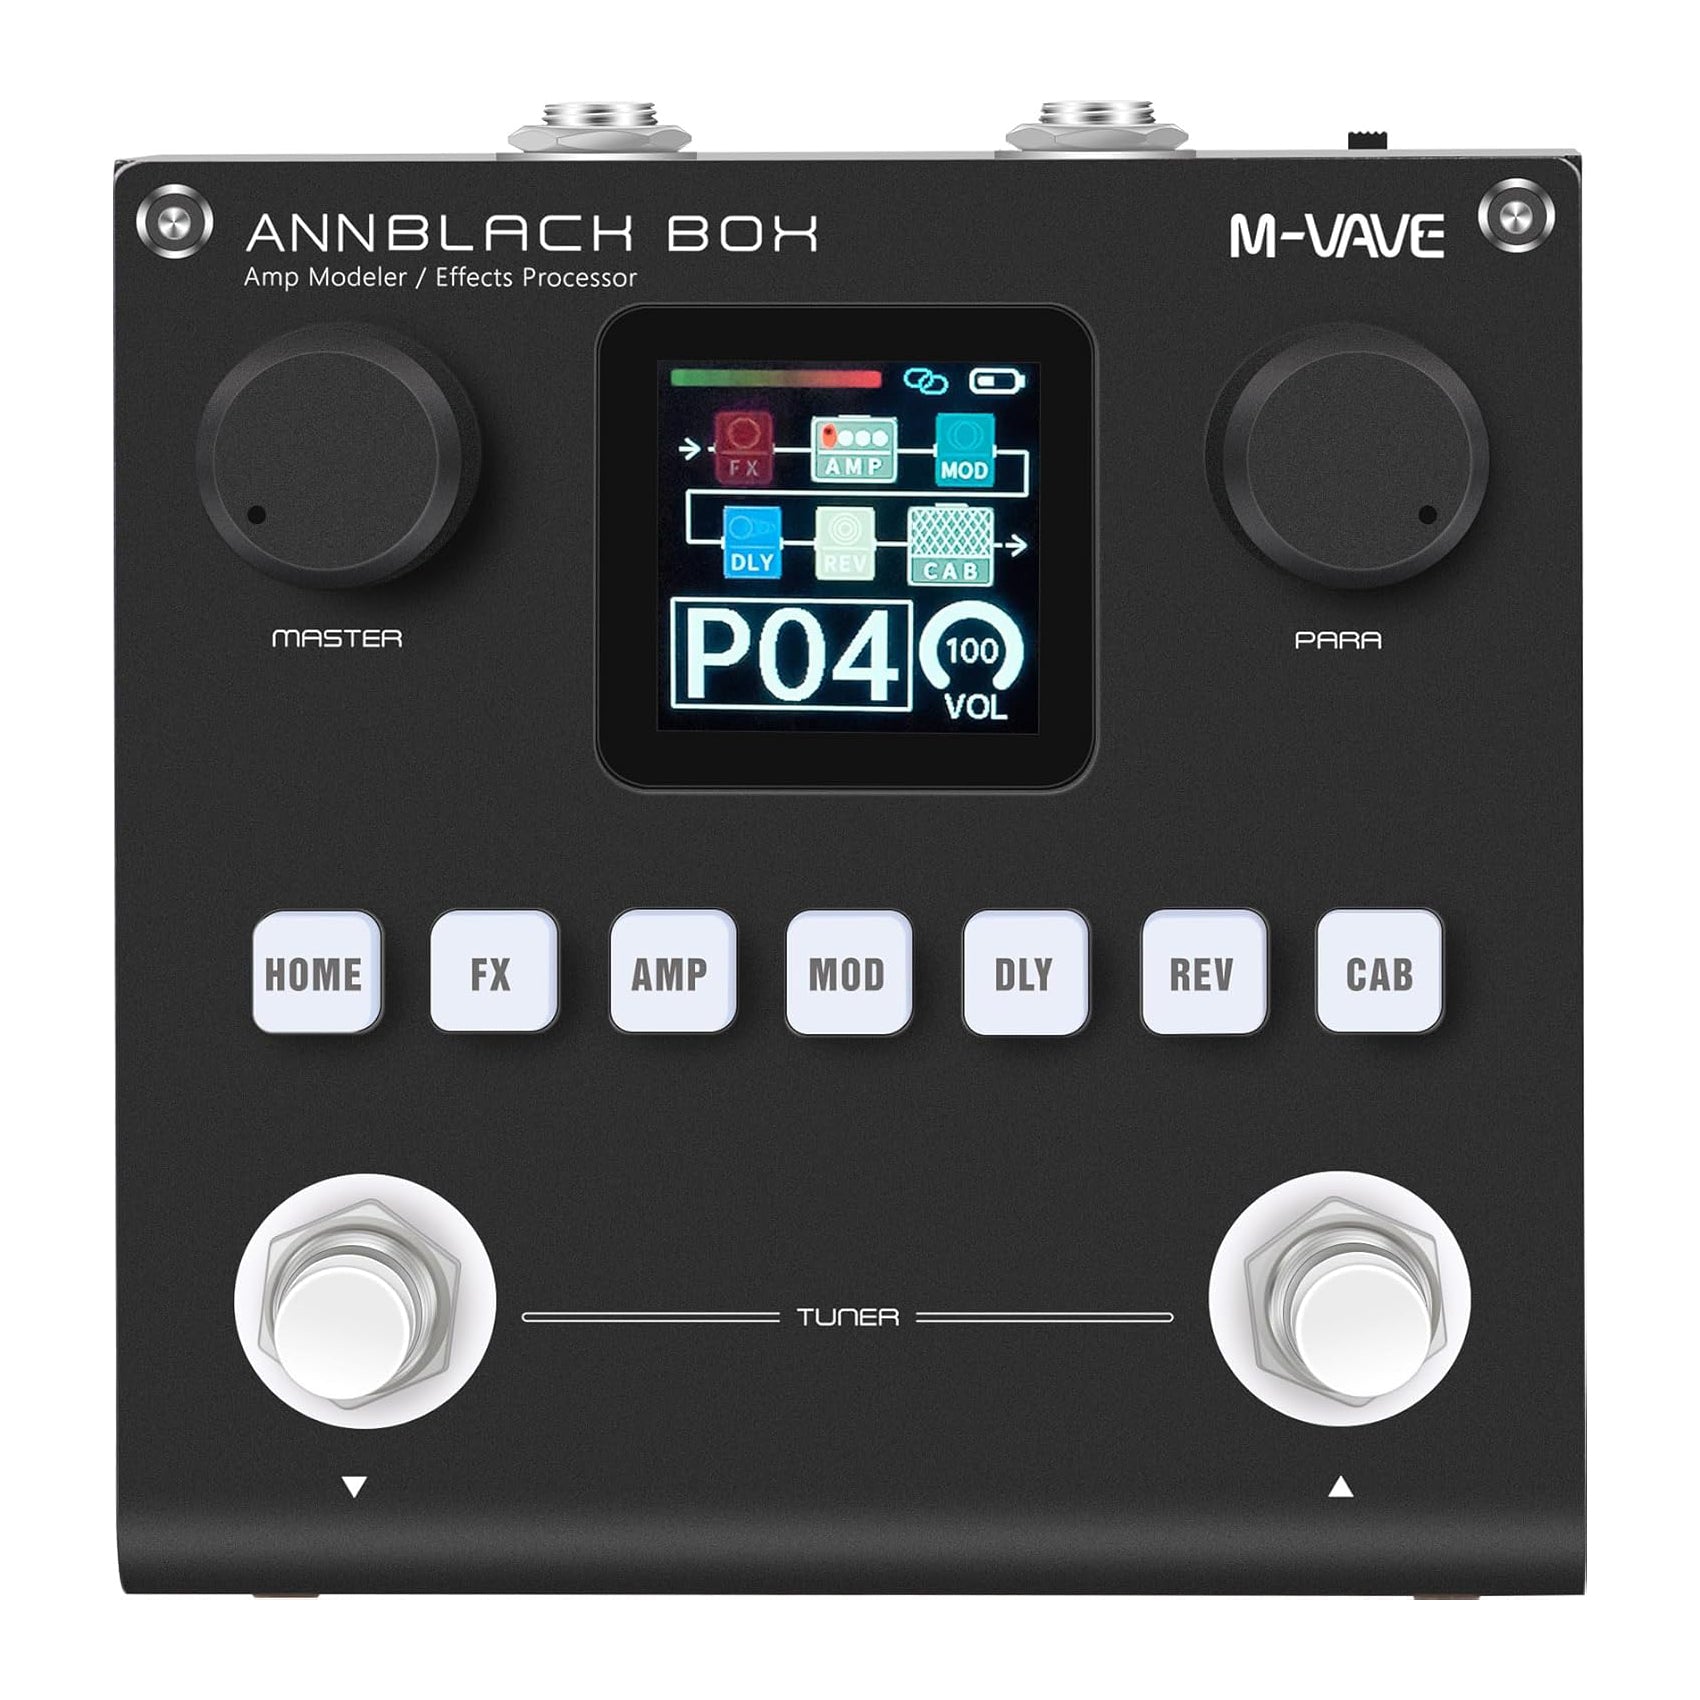 ANNBLACK BOX
M-VAVE
Amp Modeler / Effects Processor
FX
AMP
MOD
DLY
REV
CAB
P04
100
VOL
MASTER
PARA
HOME
FX
AMP
MOD
DLY
REV
CAB
TUNER